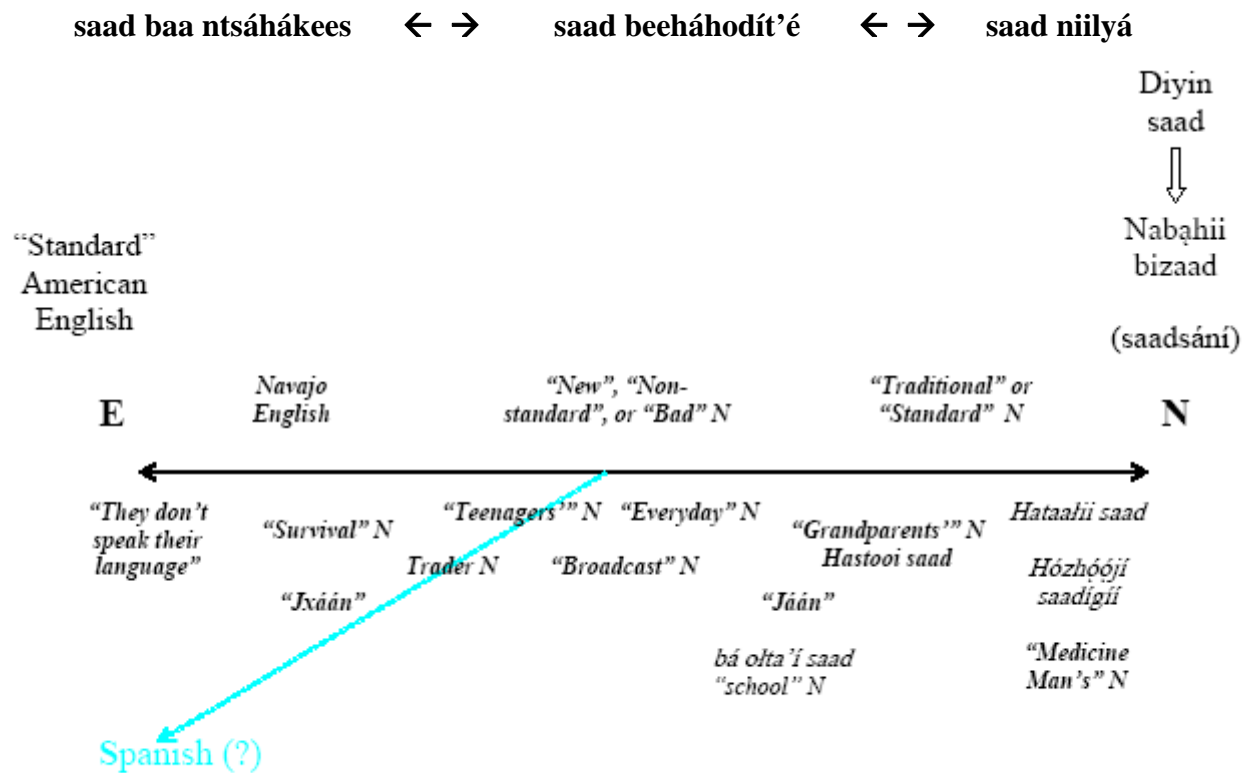 saad baa ntsáhákees ← → saad beeháhodít’é ← → saad niilyá
Diyin
saad
Nabąhii
bizaad
(saadsání)
“Standard”
American
English
E
Navajo
English
“New”, “Non-
standard”, or “Bad” N
“Traditional” or
“Standard” N
N
“They don’t
speak their
language”
“Survival” N
“Jxáán”
Trader N
“Teenagers’” N
“Everyday” N
“Broadcast” N
“Grandparents’” N
Hastooi saad
“Jáán”
bá ołta’í saad
“school” N
Hataałii saad
Hózhǫ́ǫ́jí
saadígíí
“Medicine
Man’s” N
Spanish (?)